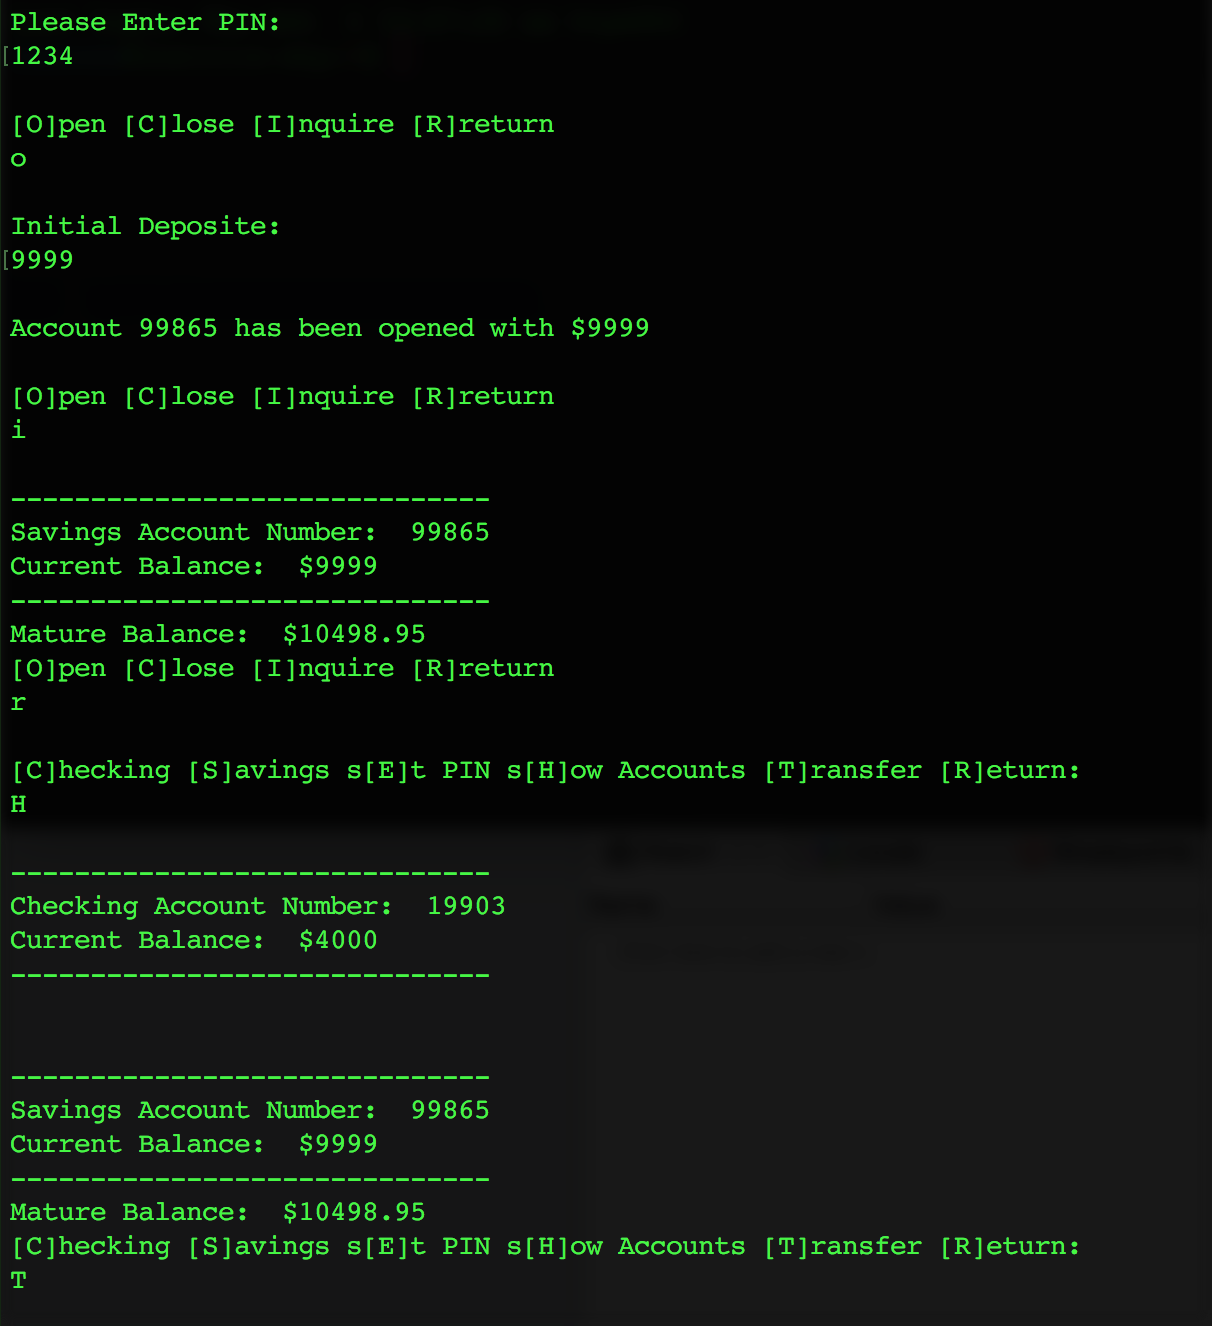 Please Enter PIN:
[1234
[O]pen [C]lose [I]nquire [R]return
o
Initial Deposite:
[9999
Account 99865 has been opened with $9999
[O]pen [C]lose [I]nquire [R]return
i
------------------------------
Savings Account Number:  99865
Current Balance:  $9999
------------------------------
Mature Balance:  $10498.95
[O]pen [C]lose [I]nquire [R]return
r
[C]hecking [S]avings s[E]t PIN s[H]ow Accounts [T]ransfer [R]eturn:
H
------------------------------
Checking Account Number:  19903
Current Balance:  $4000
------------------------------
------------------------------
Savings Account Number:  99865
Current Balance:  $9999
------------------------------
Mature Balance:  $10498.95
[C]hecking [S]avings s[E]t PIN s[H]ow Accounts [T]ransfer [R]eturn:
T